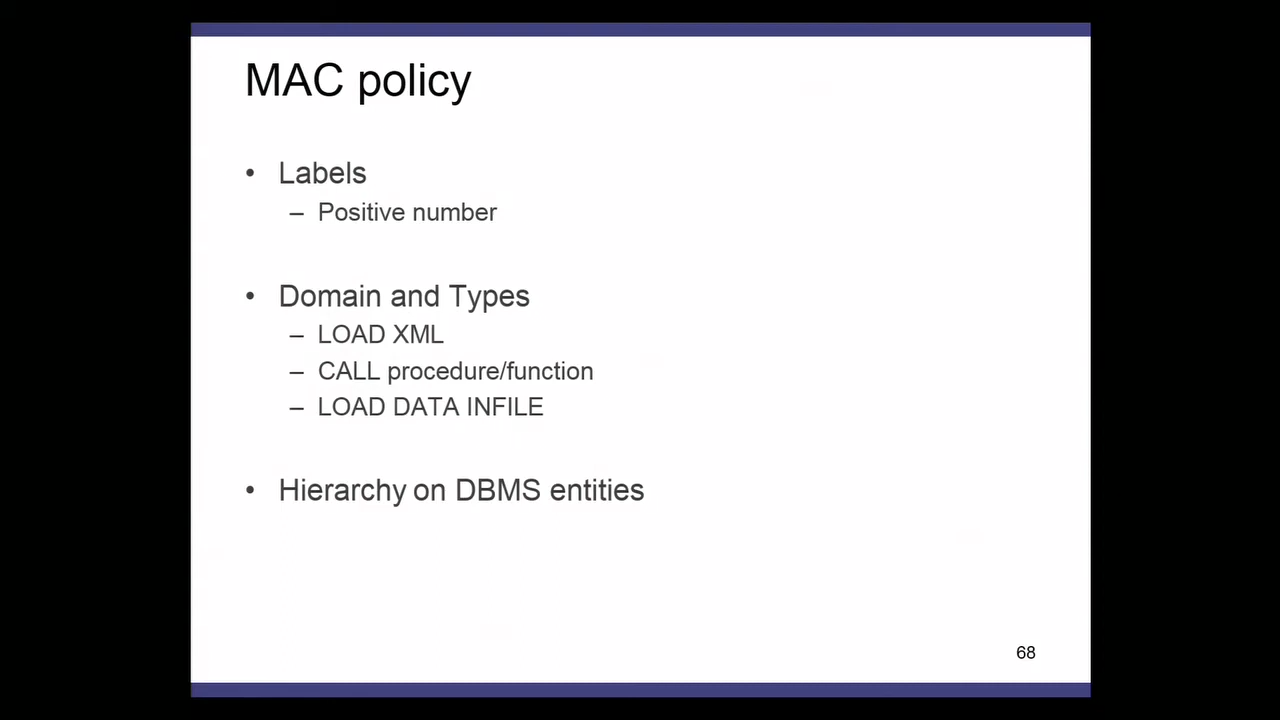 MAC policy
• Labels
– Positive number
• Domain and Types
– LOAD XML
– CALL procedure/function
– LOAD DATA INFILE
• Hierarchy on DBMS entities
68